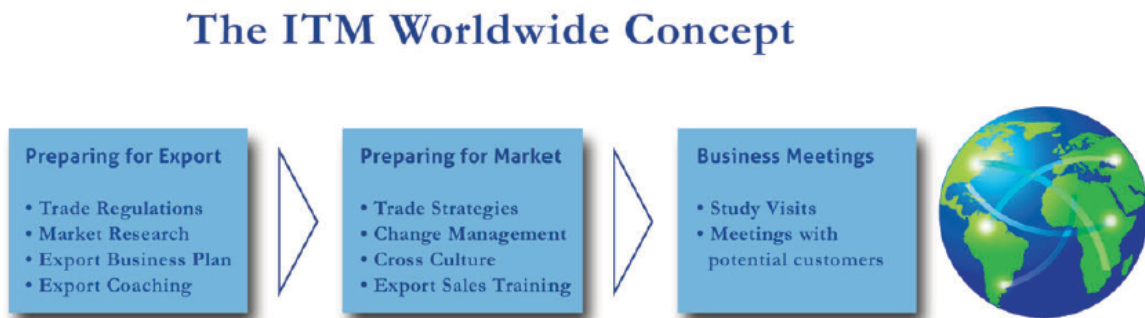 The ITM Worldwide Concept
Preparing for Export
• Trade Regulations
• Market Research
• Export Business Plan
• Export Coaching
Preparing for Market
• Trade Strategies
• Change Management
• Cross Culture
• Export Sales Training
Business Meetings
• Study Visits
• Meetings with
potential customers